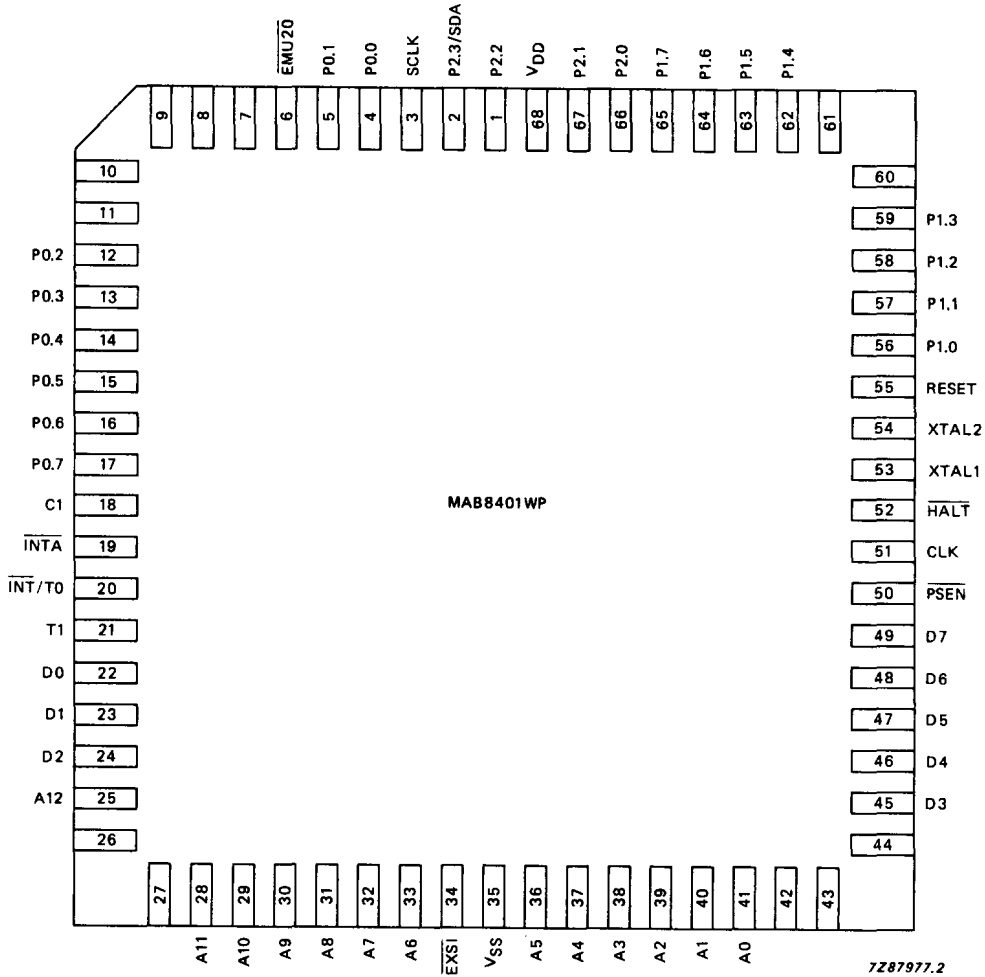 EMU20
P0.1
P0.0
SCLK
P2.3/SDA
P2.2
VDD
P2.1
P2.0
P1.7
P1.6
P1.5
P1.4
9
8
7
6
5
4
3
2
1
68
67
66
65
64
63
62
61
10
11
P0.2 12
P0.3 13
P0.4 14
P0.5 15
P0.6 16
P0.7 17
C1 18
INTA 19
INT/T0 20
T1 21
D0 22
D1 23
D2 24
A12 25
26
MAB8401WP
60
59 P1.3
58 P1.2
57 P1.1
56 P1.0
55 RESET
54 XTAL2
53 XTAL1
52 HALT
51 CLK
50 PSEN
49 D7
48 D6
47 D5
46 D4
45 D3
44
27
28
29
30
31
32
33
34
35
36
37
38
39
40
41
42
43
A11
A10
A9
A8
A7
A6
EXSI
VSS
A5
A4
A3
A2
A1
A0
7Z87977.2